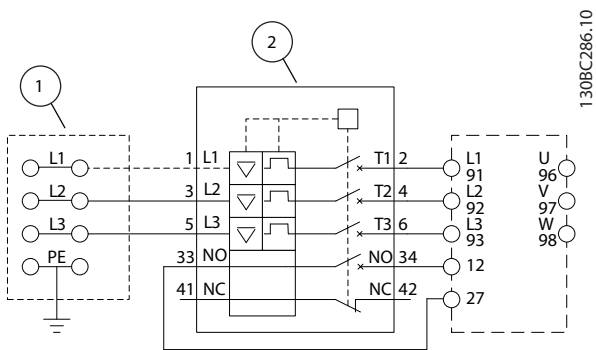 130BC286.10
1
2
L1 1 L1 T1 2 L1 91 U 96
L2 3 L2 T2 4 L2 92 V 97
L3 5 L3 T3 6 L3 93 W 98
PE 33 NO NO 34 12
41 NC NC 42 27